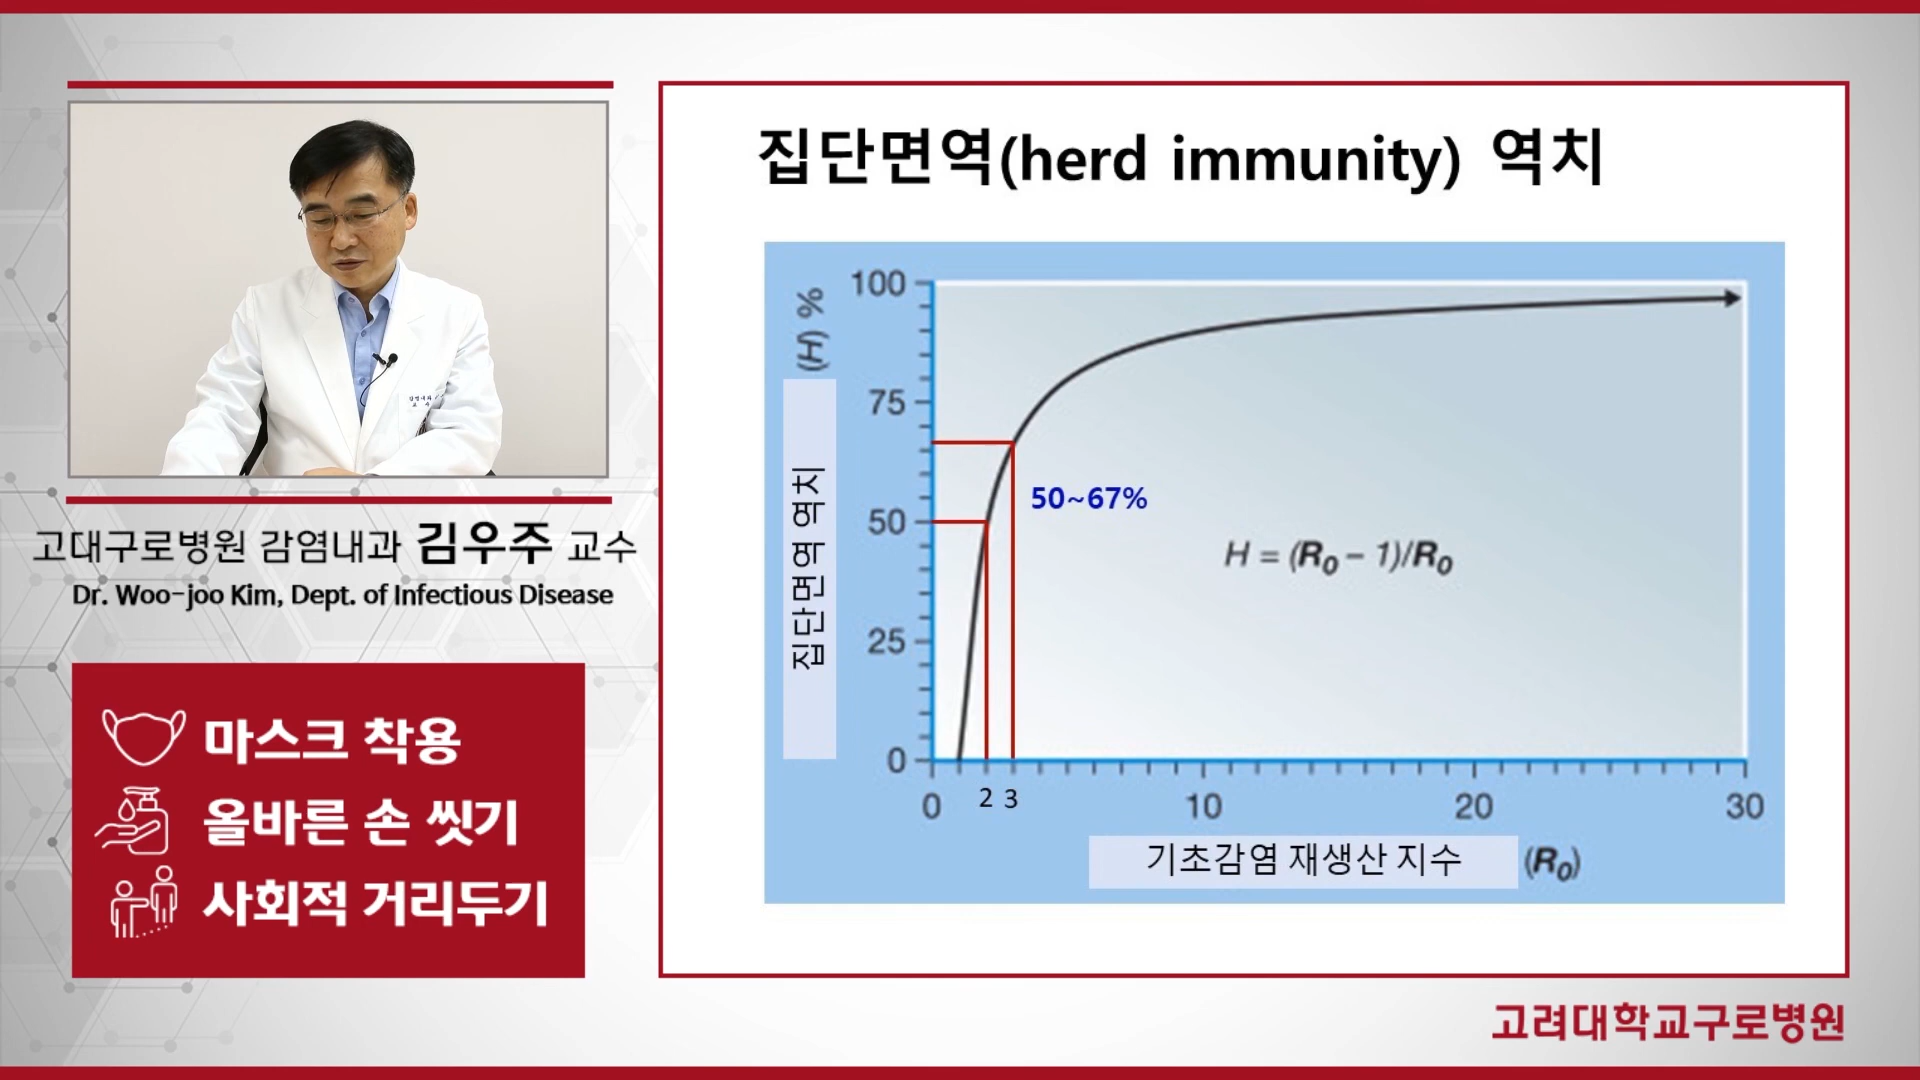 고대구로병원 감염내과 김우주 교수
Dr. Woo-joo Kim, Dept. of Infectious Disease
마스크 착용
올바른 손 씻기
사회적 거리두기
집단면역(herd immunity) 역치
집단면역 역치 (H) %
100
75
50
25
0
50~67%
H = (R₀ – 1)/R₀
0 2 3 10 20 30
기초감염 재생산 지수 (R₀)
고려대학교구로병원